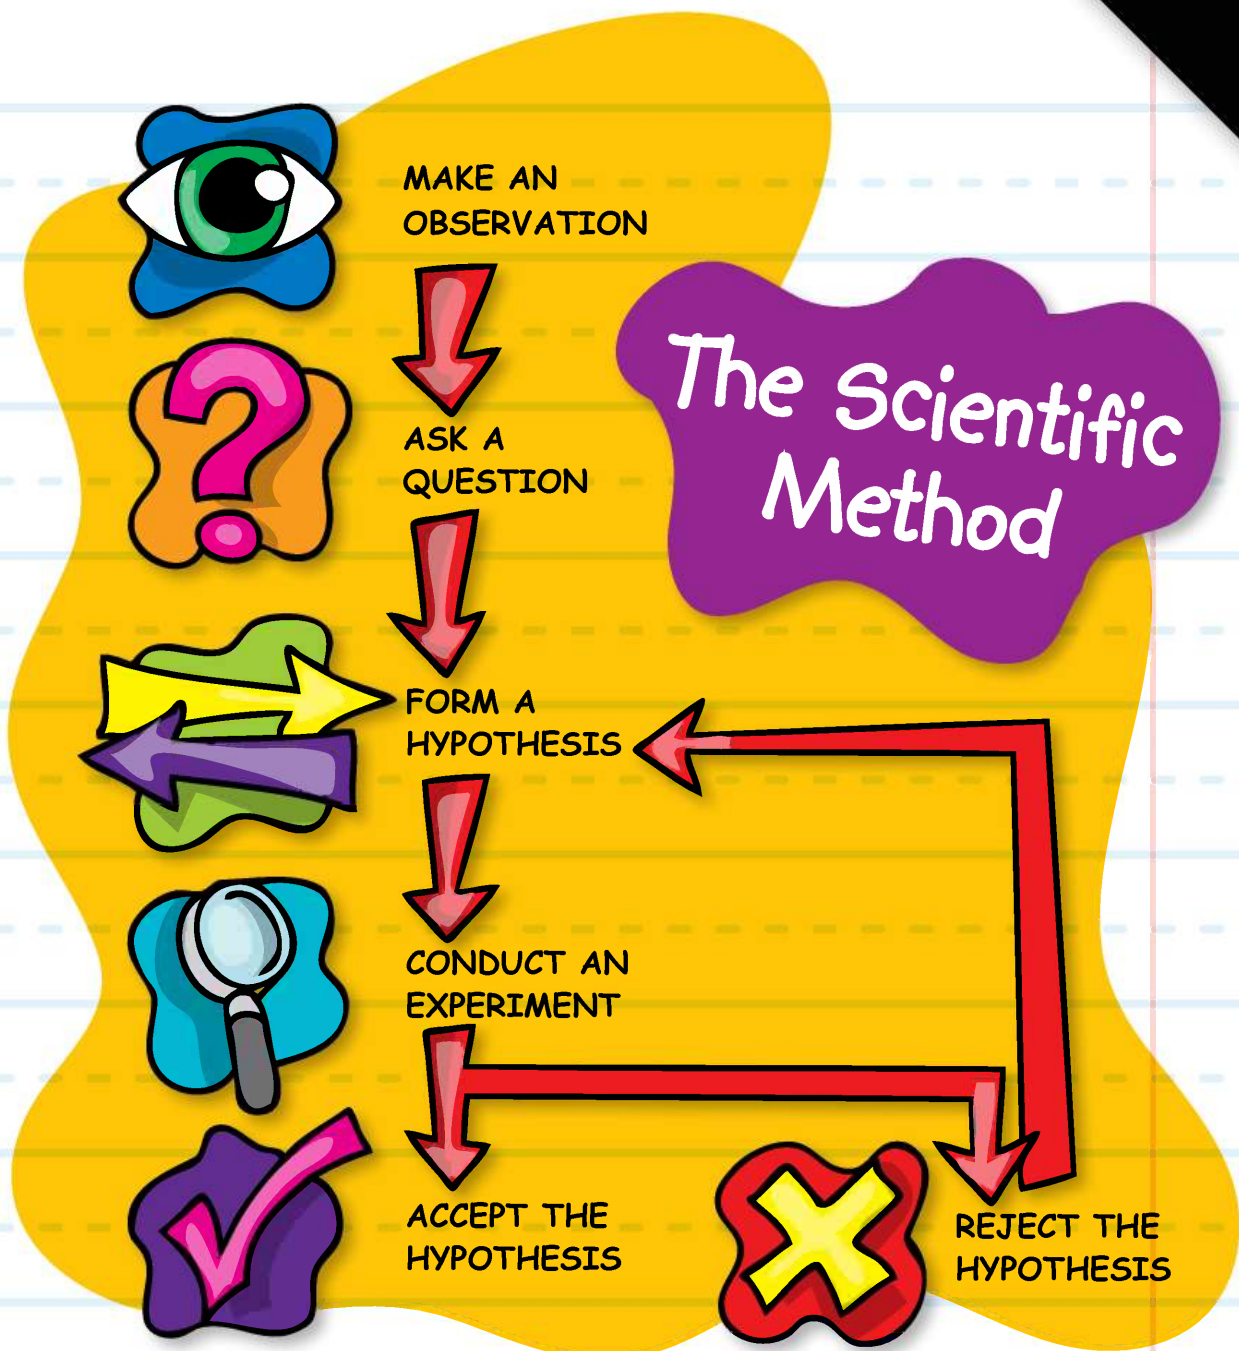 MAKE AN
OBSERVATION
The Scientific
Method
ASK A
QUESTION
FORM A
HYPOTHESIS
CONDUCT AN
EXPERIMENT
ACCEPT THE
HYPOTHESIS
REJECT THE
HYPOTHESIS